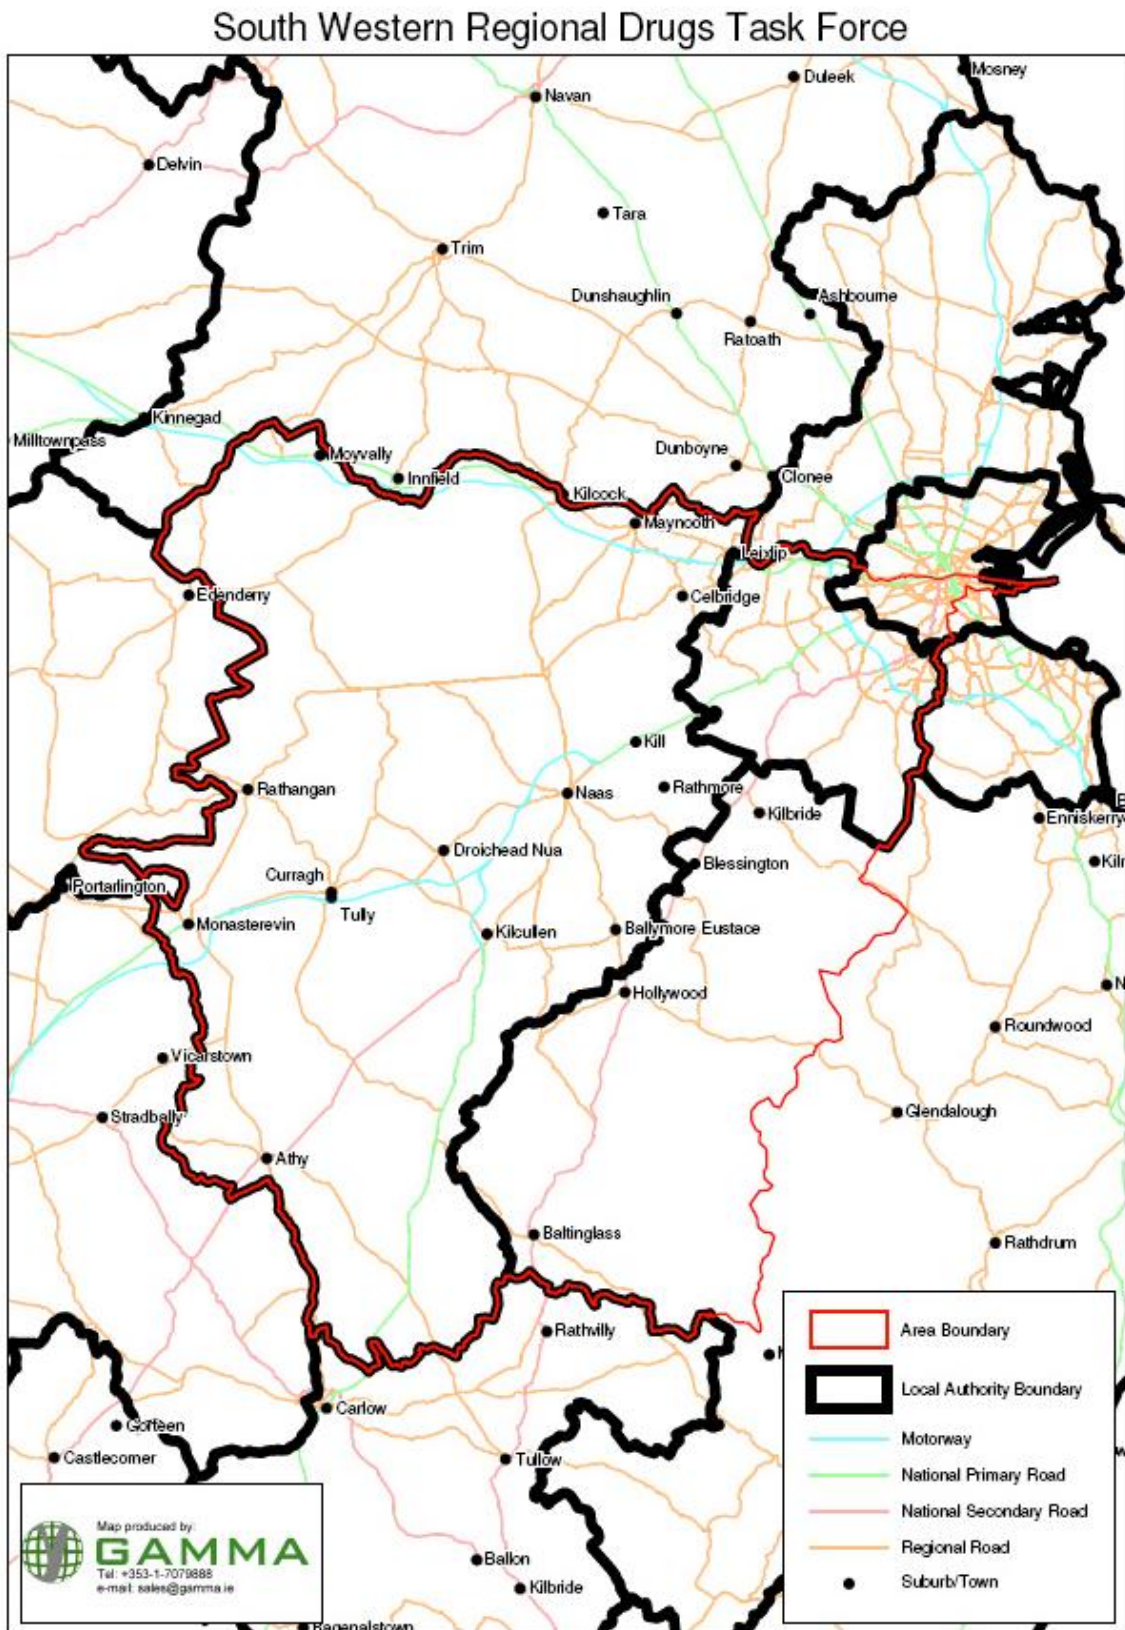 South Western Regional Drugs Task Force
Mosney
Duleek
Navan
Delvin
Tara
Trim
Dunshaughlin
Ashbourne
Ratoath
Kinnegad
Milltownpass
Moyvally
Dunboyne
Innfield
Clonee
Kilcock
Maynooth
Leixlip
Edenderry
Celbridge
Kill
Rathangan
Naas
Rathmore
Kilbride
Enniskerry
Droichead Nua
Blessington
Curragh
Portarlington
Tully
Monasterevin
Kilcullen
Ballymore Eustace
Hollywood
Roundwood
Vicarstown
Stradbally
Glendalough
Athy
Baltinglass
Rathdrum
Rathvilly
Area Boundary
Local Authority Boundary
Carlow
Castlecomer
Tullow
Motorway
National Primary Road
National Secondary Road
Regional Road
Suburb/Town
Ballon
Kilbride
Bagenalstown
Map produced by:
GAMMA
Tel: +353-1-7079888
e-mail: sales@gamma.ie